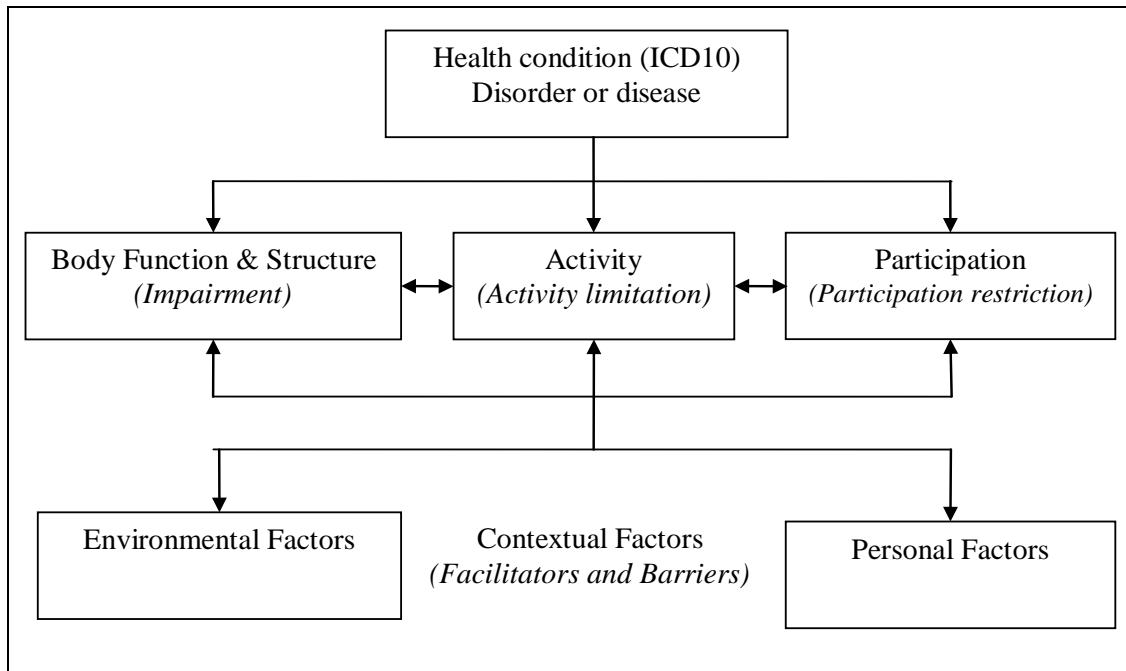 Health condition (ICD10)
Disorder or disease
Body Function & Structure
(Impairment)
Activity
(Activity limitation)
Participation
(Participation restriction)
Environmental Factors
Contextual Factors
(Facilitators and Barriers)
Personal Factors